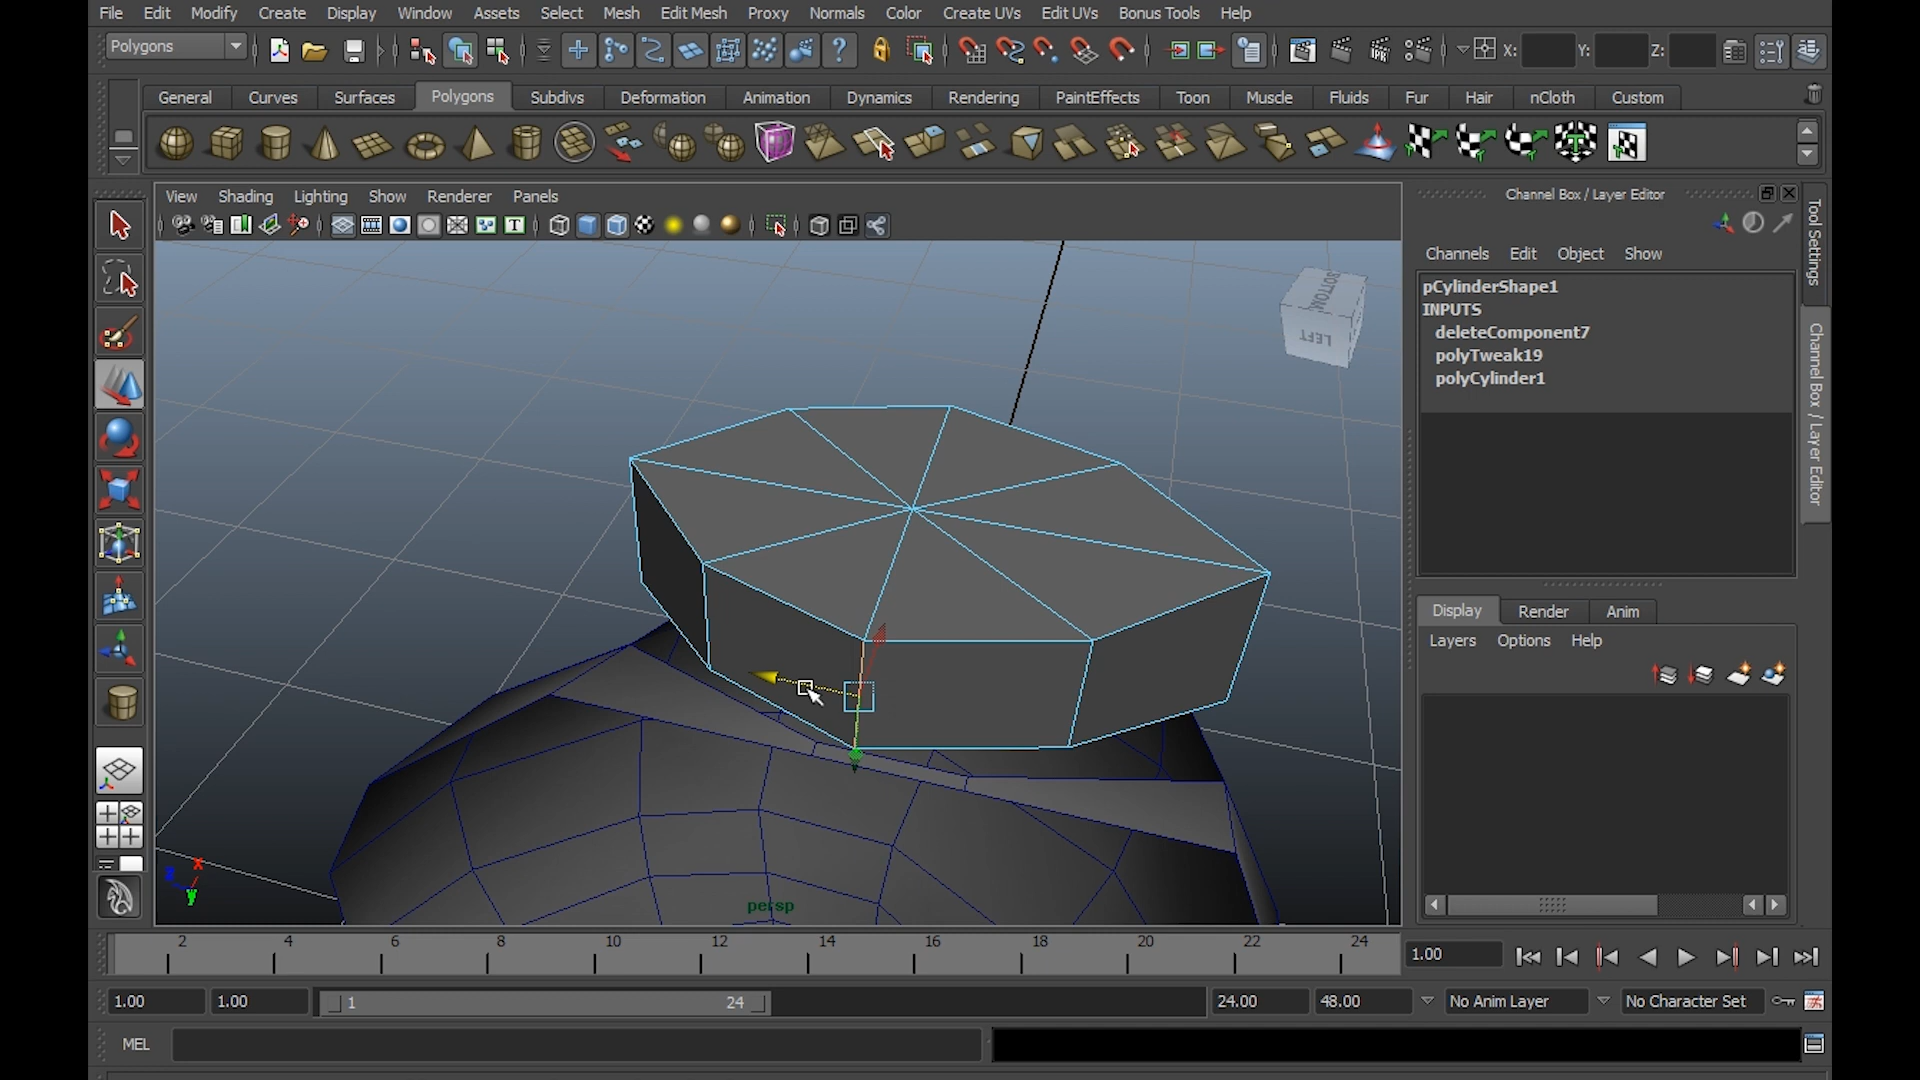 File Edit Modify Create Display Window Assets Select Mesh Edit Mesh Proxy Normals Color Create UVs Edit UVs Bonus Tools Help
Polygons X: Y: Z:
General Curves Surfaces Polygons Subdivs Deformation Animation Dynamics Rendering PaintEffects Toon Muscle Fluids Fur Hair nCloth Custom
View Shading Lighting Show Renderer Panels
Channel Box / Layer Editor
Tool Settings
Channel Box / Layer Editor
Channels Edit Object Show
pCylinderShape1
INPUTS
deleteComponent7
polyTweak19
polyCylinder1
BOTTOM
LEFT
Display Render Anim
Layers Options Help
persp
2 4 6 8 10 12 14 16 18 20 22 24
1.00
1.00 1.00 1 24 24.00 48.00 No Anim Layer No Character Set
MEL